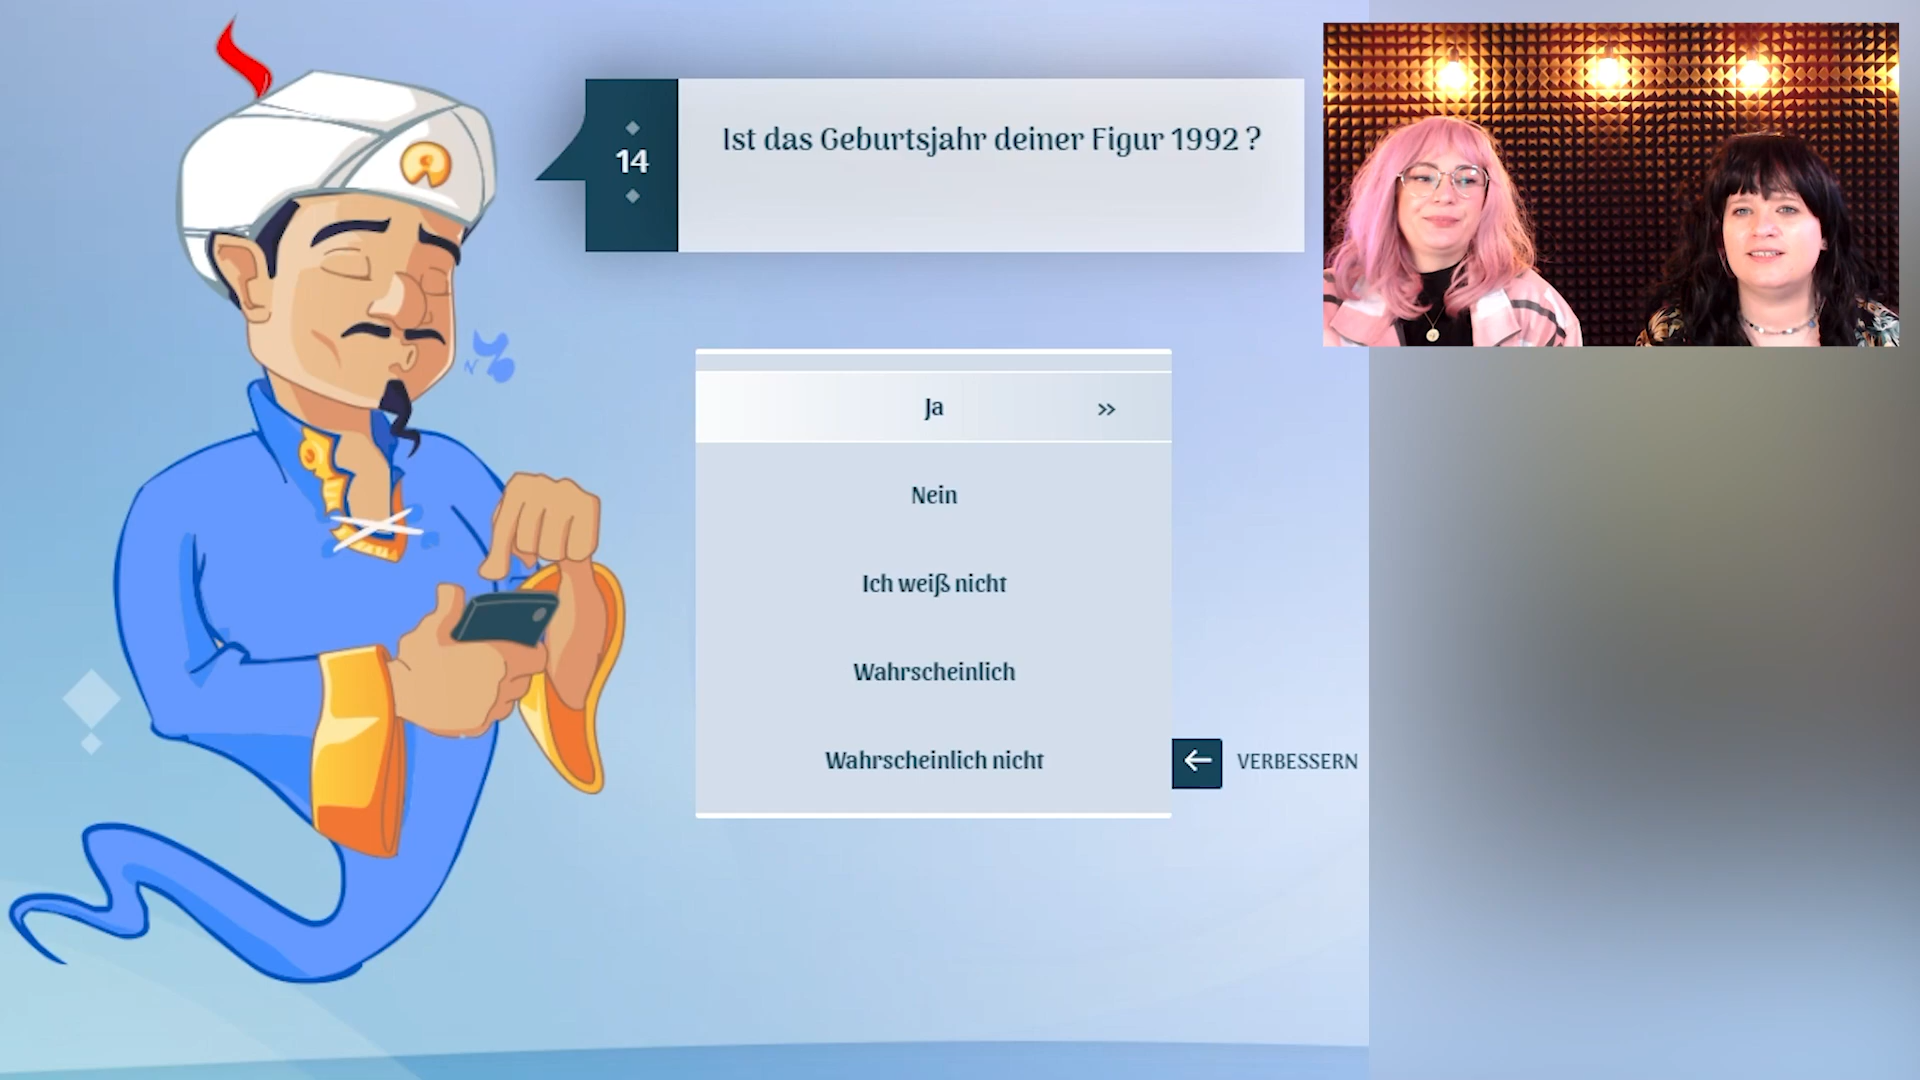 14
Ist das Geburtsjahr deiner Figur 1992 ?
Ja
Nein
Ich weiß nicht
Wahrscheinlich
Wahrscheinlich nicht
VERBESSERN